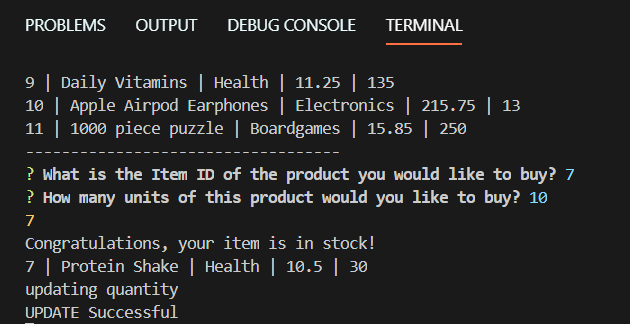 PROBLEMS OUTPUT DEBUG CONSOLE TERMINAL
9 | Daily Vitamins | Health | 11.25 | 135
10 | Apple Airpod Earphones | Electronics | 215.75 | 13
11 | 1000 piece puzzle | Boardgames | 15.85 | 250
-----------------------------------
? What is the Item ID of the product you would like to buy? 7
? How many units of this product would you like to buy? 10
7
Congratulations, your item is in stock!
7 | Protein Shake | Health | 10.5 | 30
updating quantity
UPDATE Successful